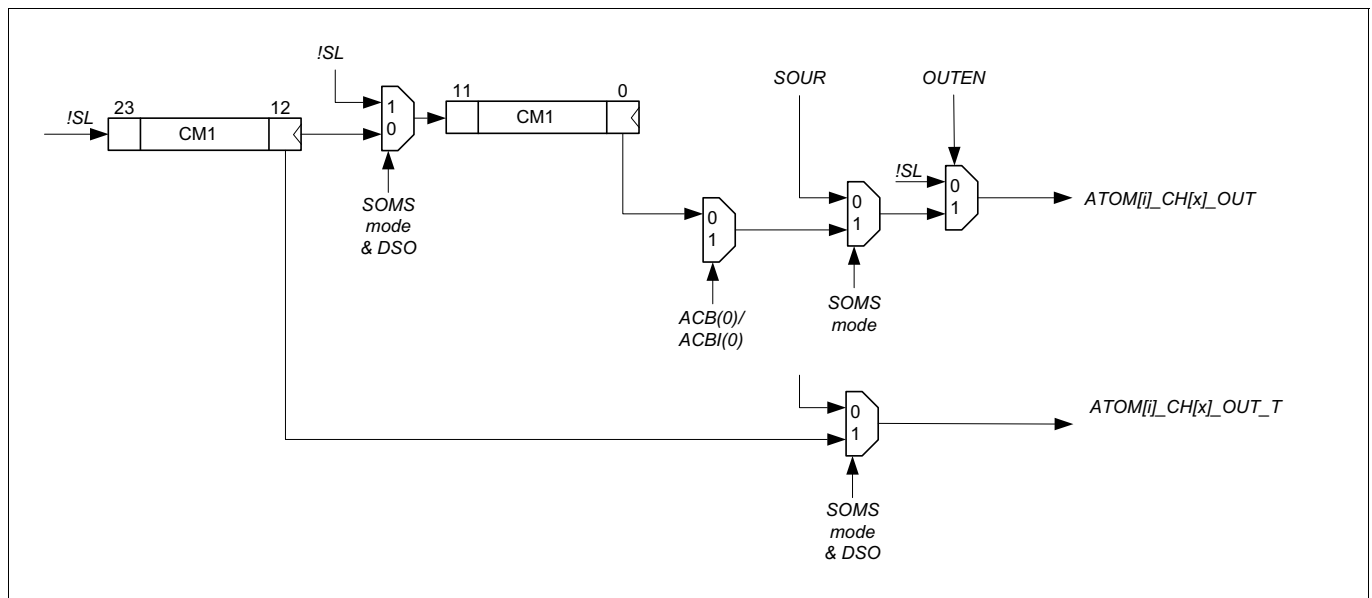 !SL
SOUR
OUTEN
!SL
23
12
CM1
1
0
11
0
CM1
!SL
0
1
ATOM[i]_CH[x]_OUT
SOMS
mode
& DSO
0
1
0
1
ACB(0)/
ACBI(0)
SOMS
mode
0
1
ATOM[i]_CH[x]_OUT_T
SOMS
mode
& DSO